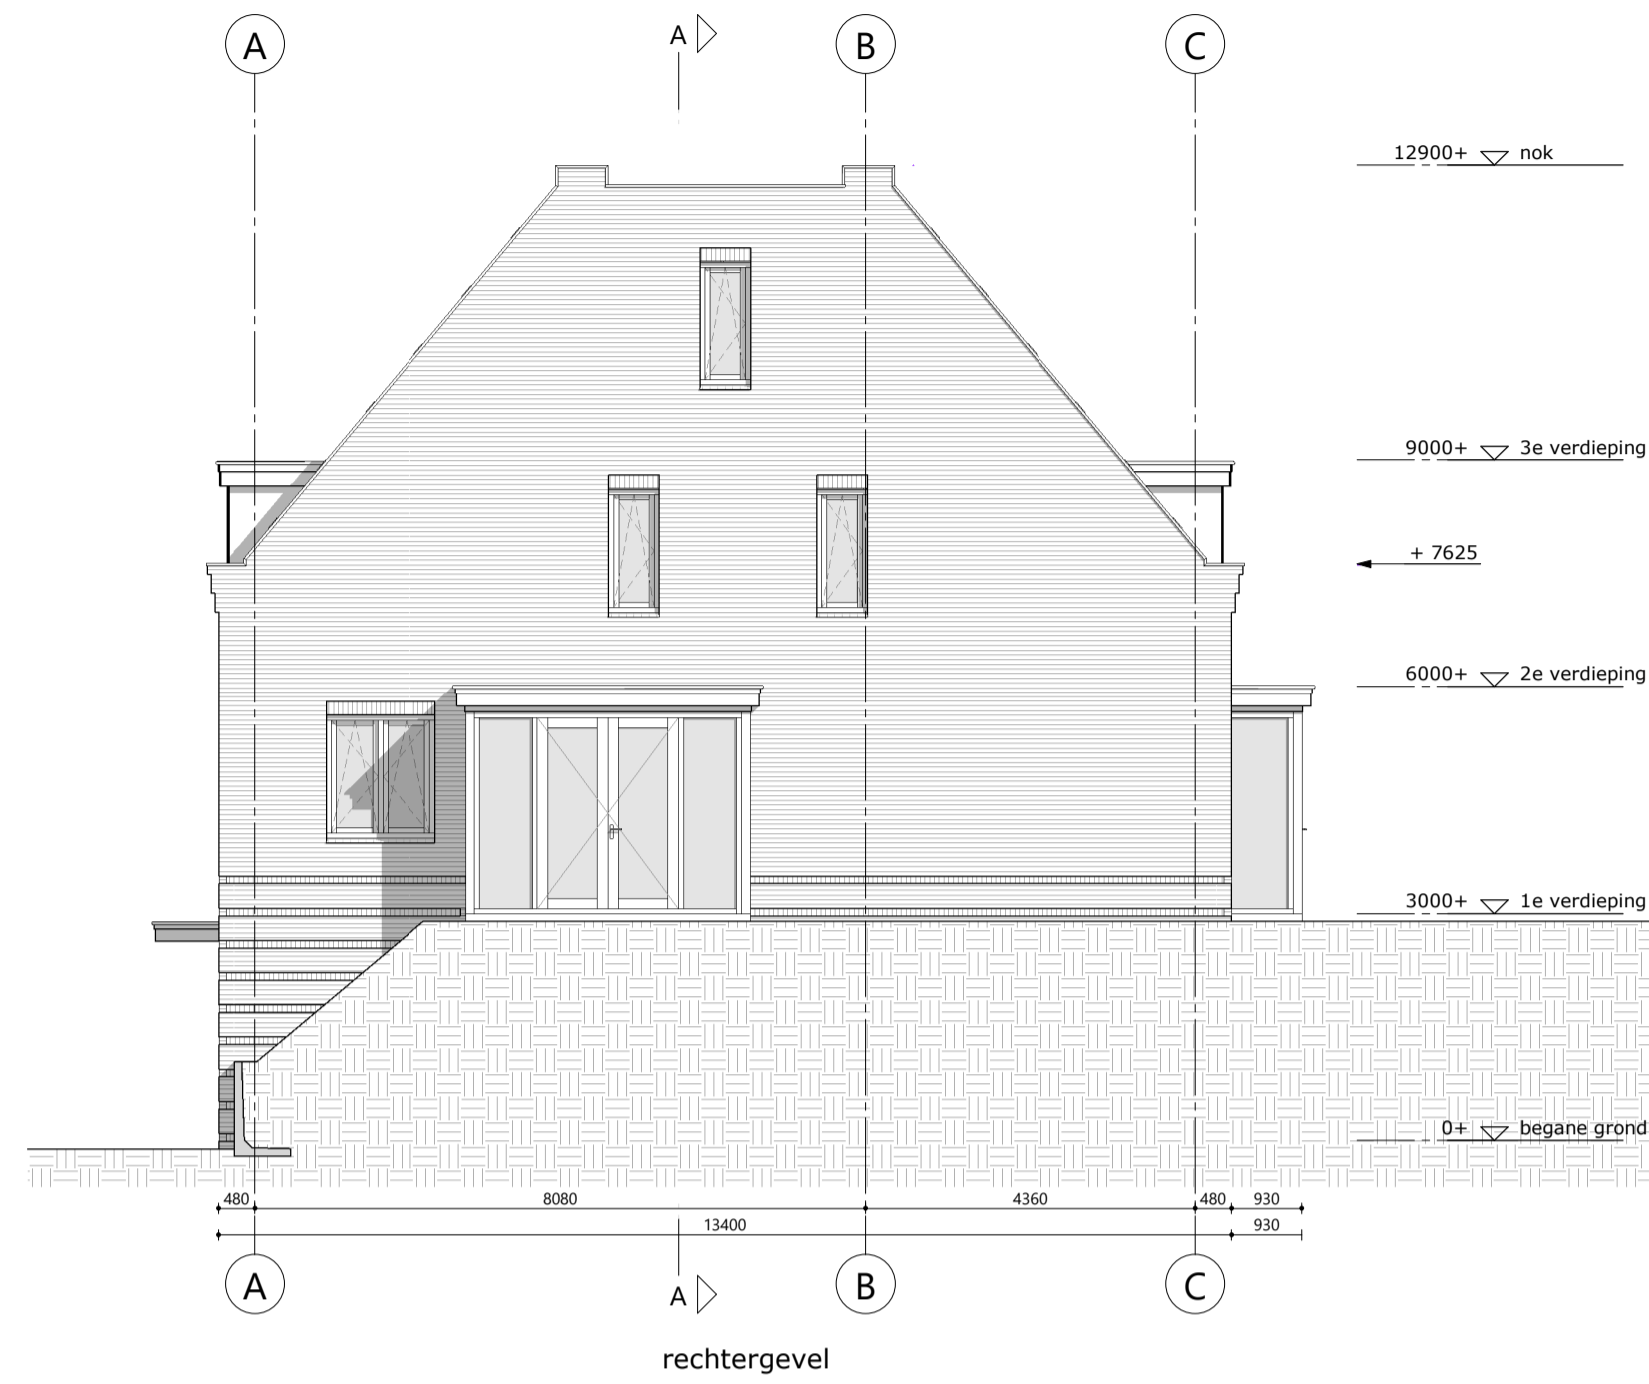 A
A
B
C
12900+ nok
9000+ 3e verdieping
+ 7625
6000+ 2e verdieping
3000+ 1e verdieping
0+ begane grond
480 8080 4360 480 930
13400 930
A
A
B
C
rechtergevel